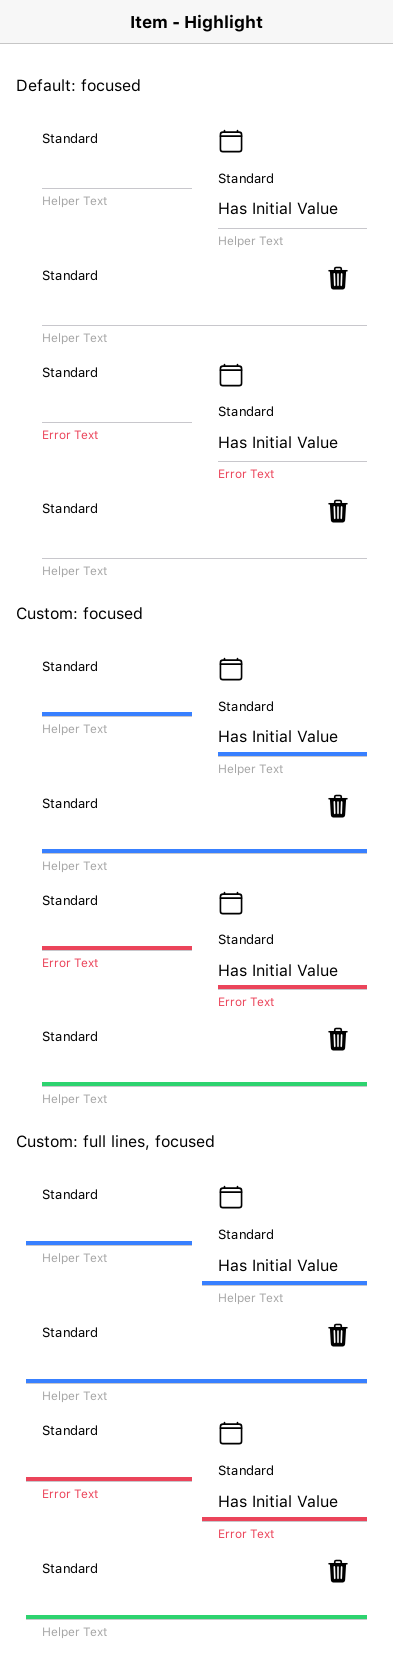 Item - Highlight
Default: focused
Standard
Helper Text
Standard
Has Initial Value
Helper Text
Standard
Helper Text
Standard
Error Text
Standard
Has Initial Value
Error Text
Standard
Helper Text
Custom: focused
Standard
Helper Text
Standard
Has Initial Value
Helper Text
Standard
Helper Text
Standard
Error Text
Standard
Has Initial Value
Error Text
Standard
Helper Text
Custom: full lines, focused
Standard
Helper Text
Standard
Has Initial Value
Helper Text
Standard
Helper Text
Standard
Error Text
Standard
Has Initial Value
Error Text
Standard
Helper Text